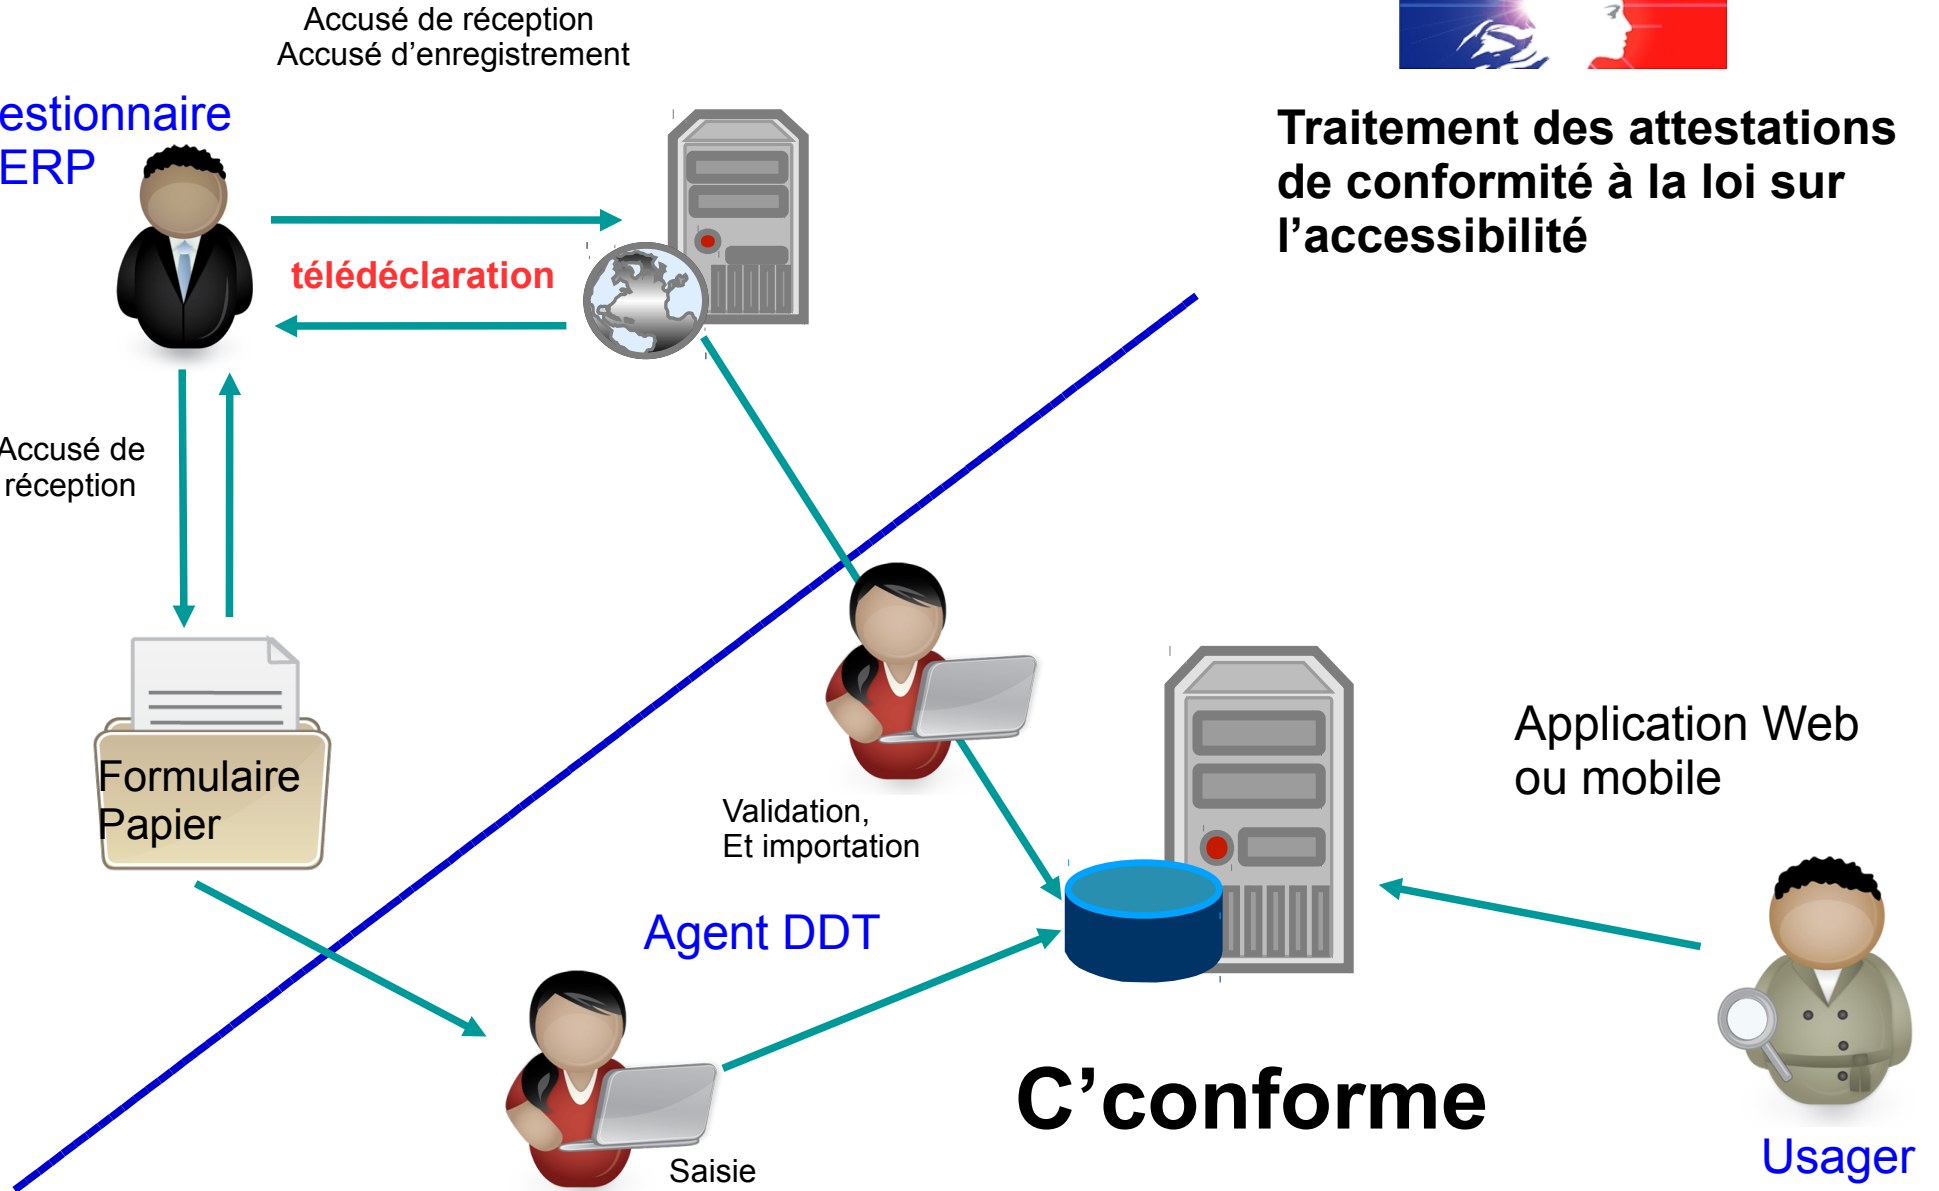 Accusé de réception
Accusé d’enregistrement
estionnaire
ERP
télédéclaration
Traitement des attestations
de conformité à la loi sur
l’accessibilité
Accusé de
réception
Formulaire
Papier
Validation,
Et importation
Agent DDT
Application Web
ou mobile
C’conforme
Saisie
Usager